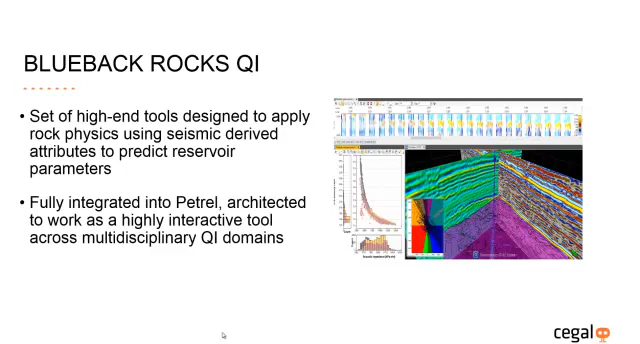 BLUEBACK ROCKS QI
• Set of high-end tools designed to apply
rock physics using seismic derived
attributes to predict reservoir
parameters
• Fully integrated into Petrel, architected
to work as a highly interactive tool
across multidisciplinary QI domains
cegal